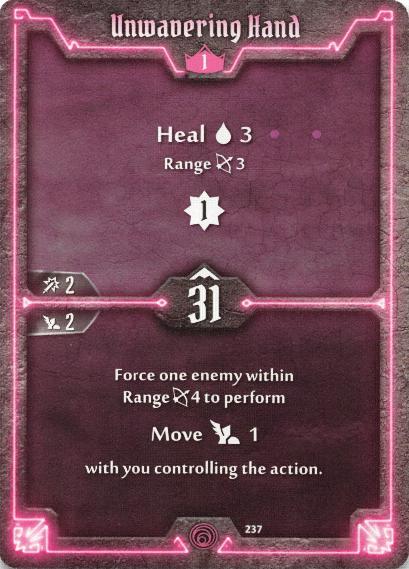 Unwavering Hand
1
Heal 3
Range 3
1
2
31
2
Force one enemy within
Range 4 to perform
Move 1
with you controlling the action.
237